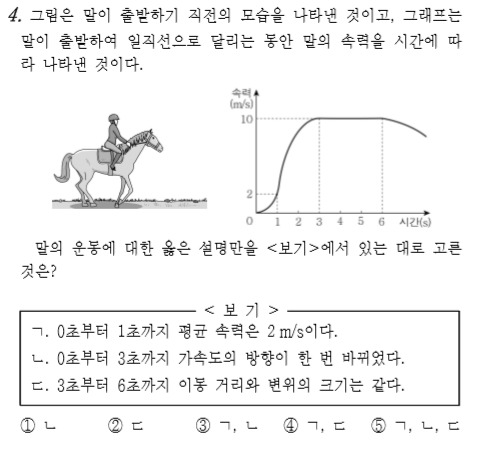 4. 그림은 말이 출발하기 직전의 모습을 나타낸 것이고, 그래프는
말이 출발하여 일직선으로 달리는 동안 말의 속력을 시간에 따
라 나타낸 것이다.
속력
(m/s)
10
2
0 1 2 3 4 5 6 시간(s)
말의 운동에 대한 옳은 설명만을 <보기>에서 있는 대로 고른
것은?
< 보 기 >
ㄱ. 0초부터 1초까지 평균 속력은 2 m/s이다.
ㄴ. 0초부터 3초까지 가속도의 방향이 한 번 바뀌었다.
ㄷ. 3초부터 6초까지 이동 거리와 변위의 크기는 같다.
① ㄴ ② ㄷ ③ ㄱ, ㄴ ④ ㄱ, ㄷ ⑤ ㄱ, ㄴ, ㄷ